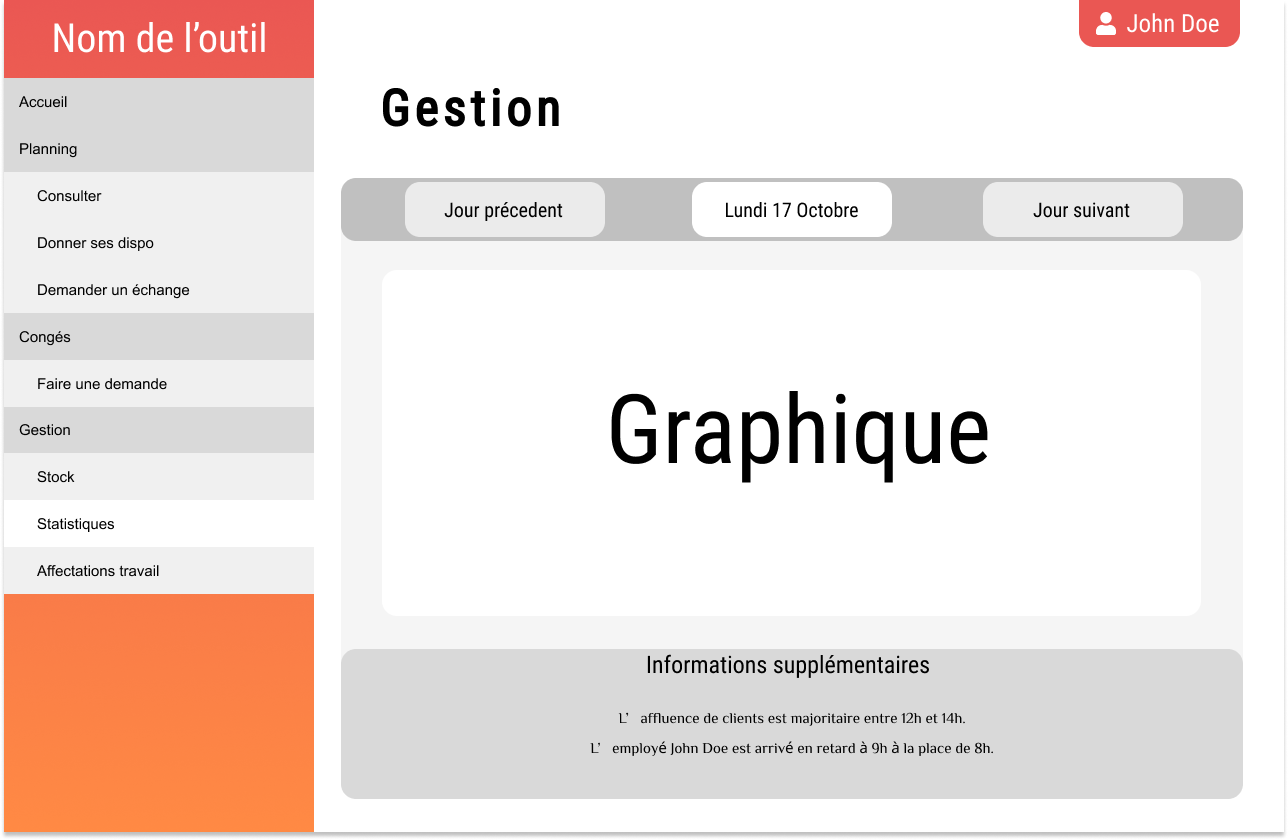 Nom de l’outil
John Doe
Accueil
Planning
Consulter
Donner ses dispo
Demander un échange
Congés
Faire une demande
Gestion
Stock
Statistiques
Affectations travail
Gestion
Jour précedent
Lundi 17 Octobre
Jour suivant
Graphique
Informations supplémentaires
L’ affluence de clients est majoritaire entre 12h et 14h.
L’ employé John Doe est arrivé en retard à 9h à la place de 8h.